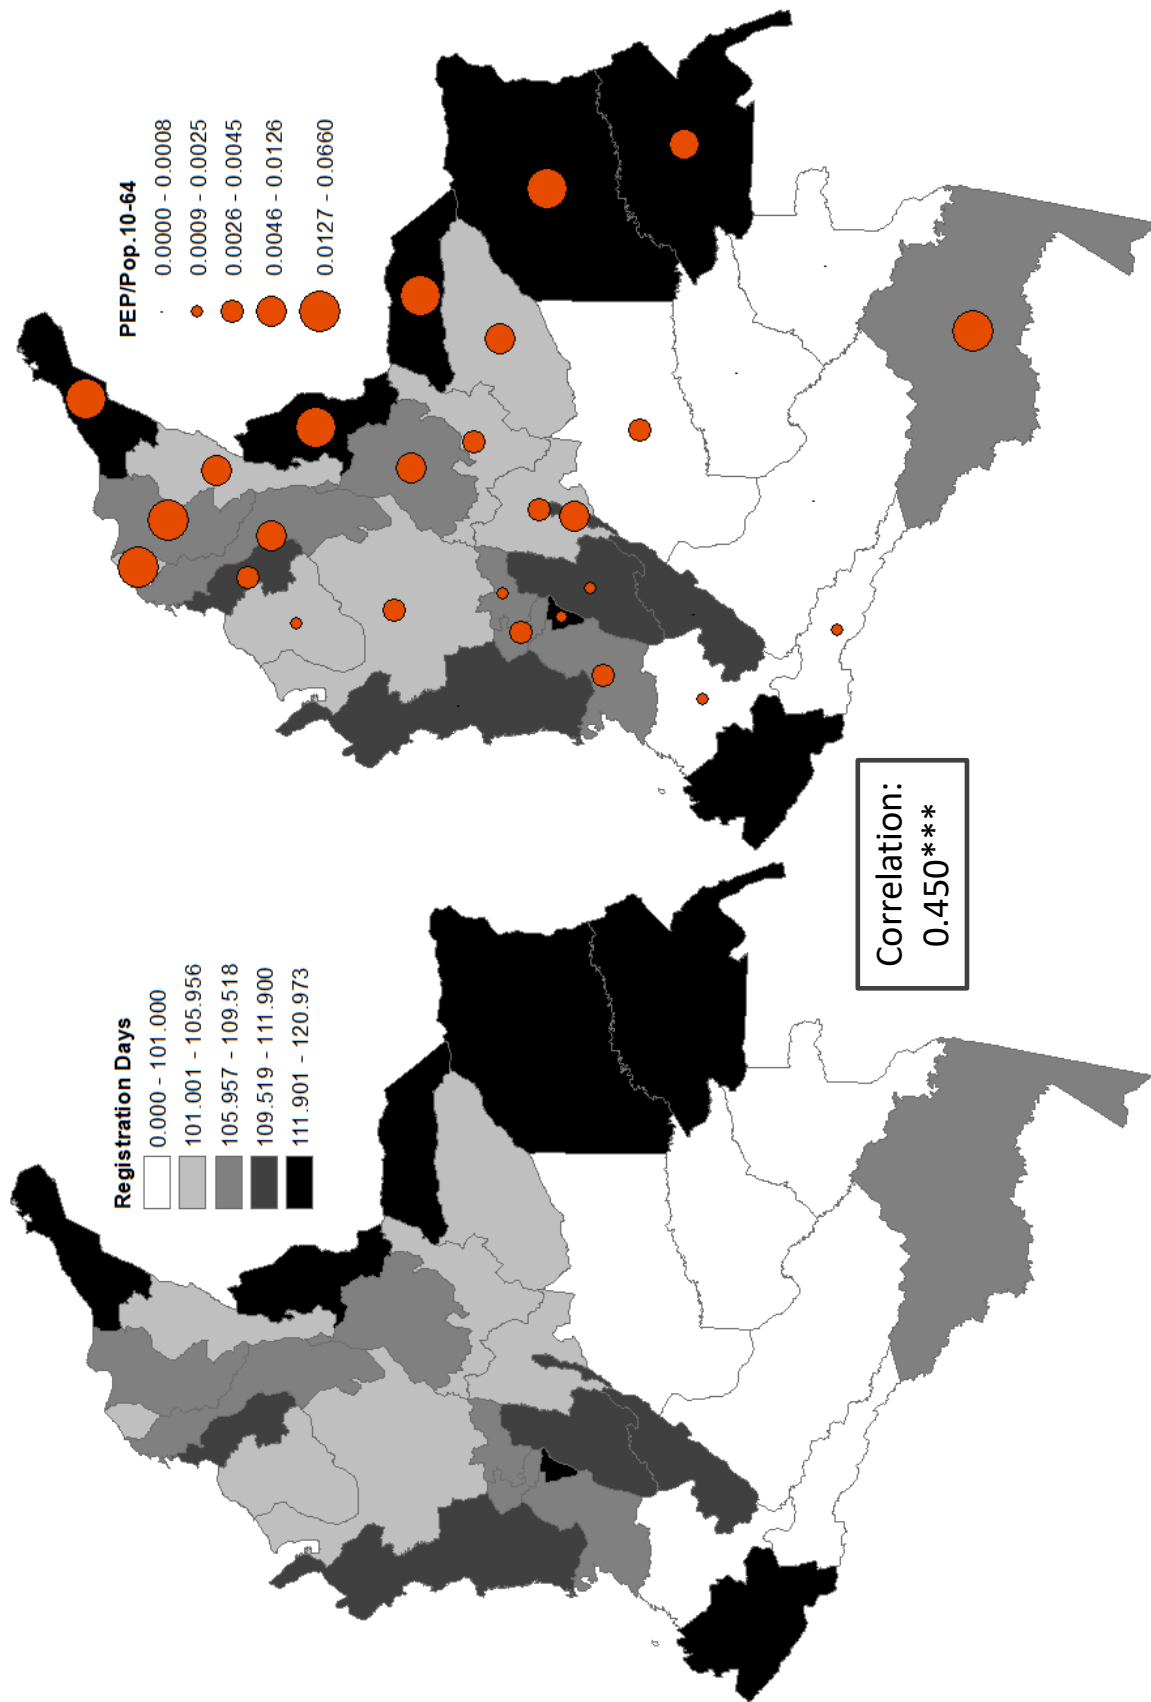 Registration Days
0.000 - 101.000
101.001 - 105.956
105.957 - 109.518
109.519 - 111.900
111.901 - 120.973
PEP/Pop.10-64
0.0000 - 0.0008
0.0009 - 0.0025
0.0026 - 0.0045
0.0046 - 0.0126
0.0127 - 0.0660
Correlation:
0.450***